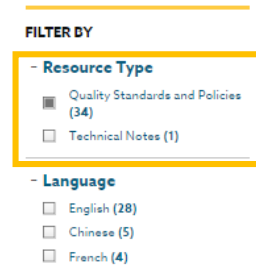 FILTER BY
- Resource Type
Quality Standards and Policies
(34)
Technical Notes (1)
- Language
English (28)
Chinese (5)
French (4)